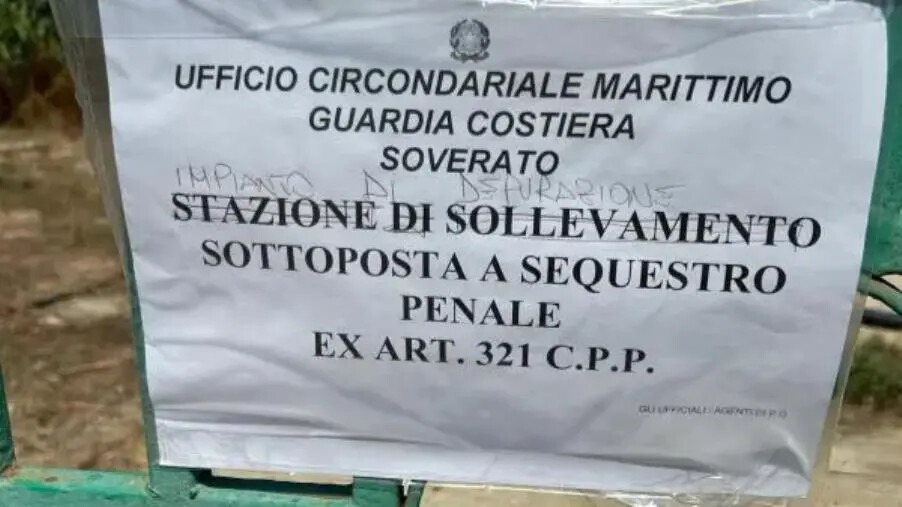 UFFICIO CIRCONDARIALE MARITTIMO
GUARDIA COSTIERA
SOVERATO
IMPIANTO DI DEPURAZIONE
STAZIONE DI SOLLEVAMENTO
SOTTOPOSTA A SEQUESTRO
PENALE
EX ART. 321 C.P.P.
GLI UFFICIALI / AGENTI DI P.G